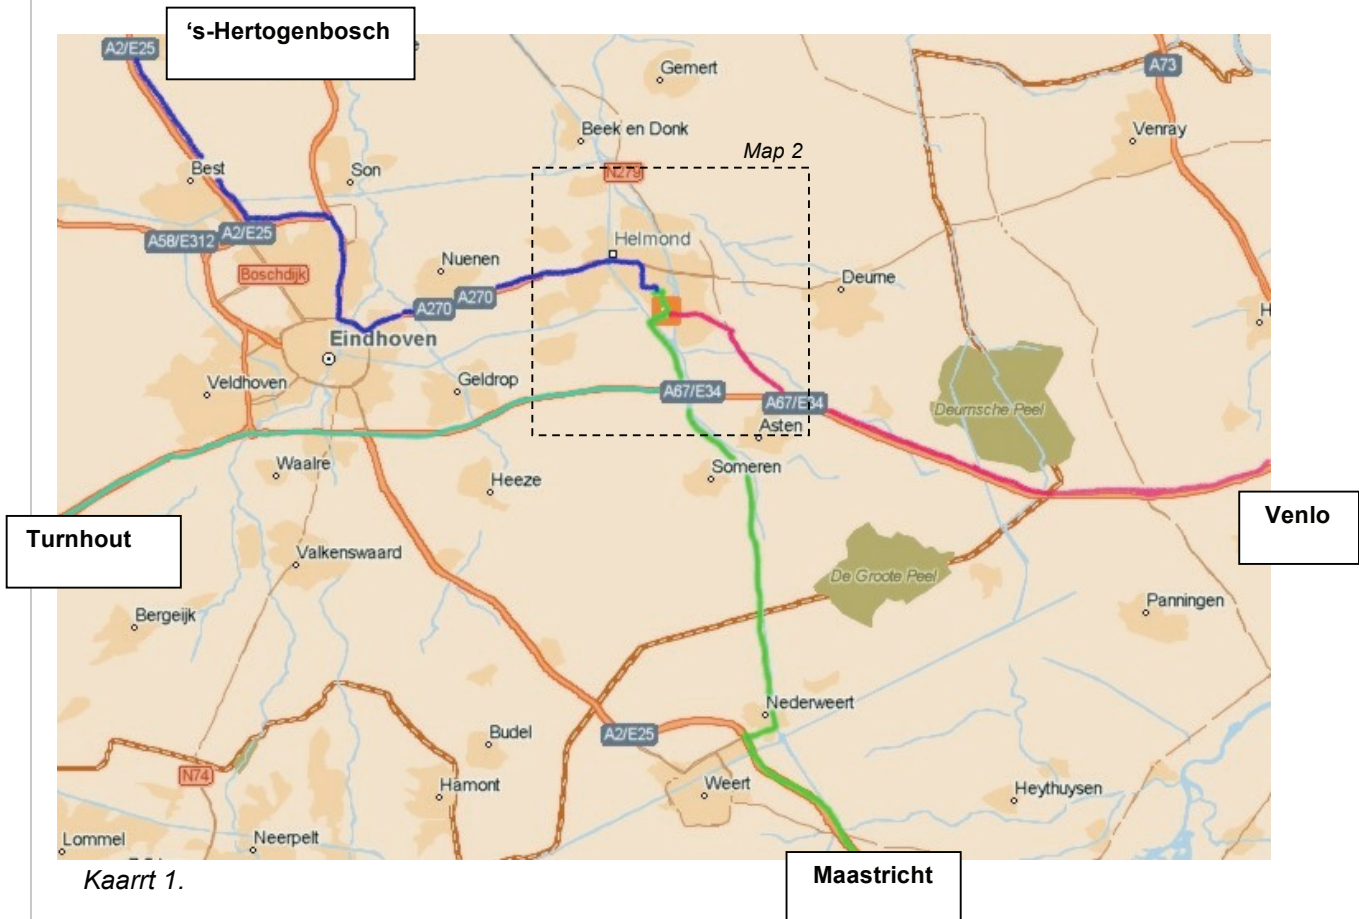 ‘s-Hertogenbosch
A2/E25
Gemert
A73
Beek en Donk
Venray
Map 2
Best
Son
N279
A58/E312
A2/E25
Helmond
Nuenen
Boschdijk
Deurne
A270
A270
H
Eindhoven
Veldhoven
Geldrop
A67/E34
A67/E34
Deurnsche Peel
Asten
Waalre
Someren
Heeze
Venlo
Turnhout
Valkenswaard
De Groote Peel
Bergeijk
Panningen
Nederweert
Budel
A2/E25
N74
Hamont
Weert
Heythuysen
Lommel
Neerpelt
Kaarrt 1.
Maastricht